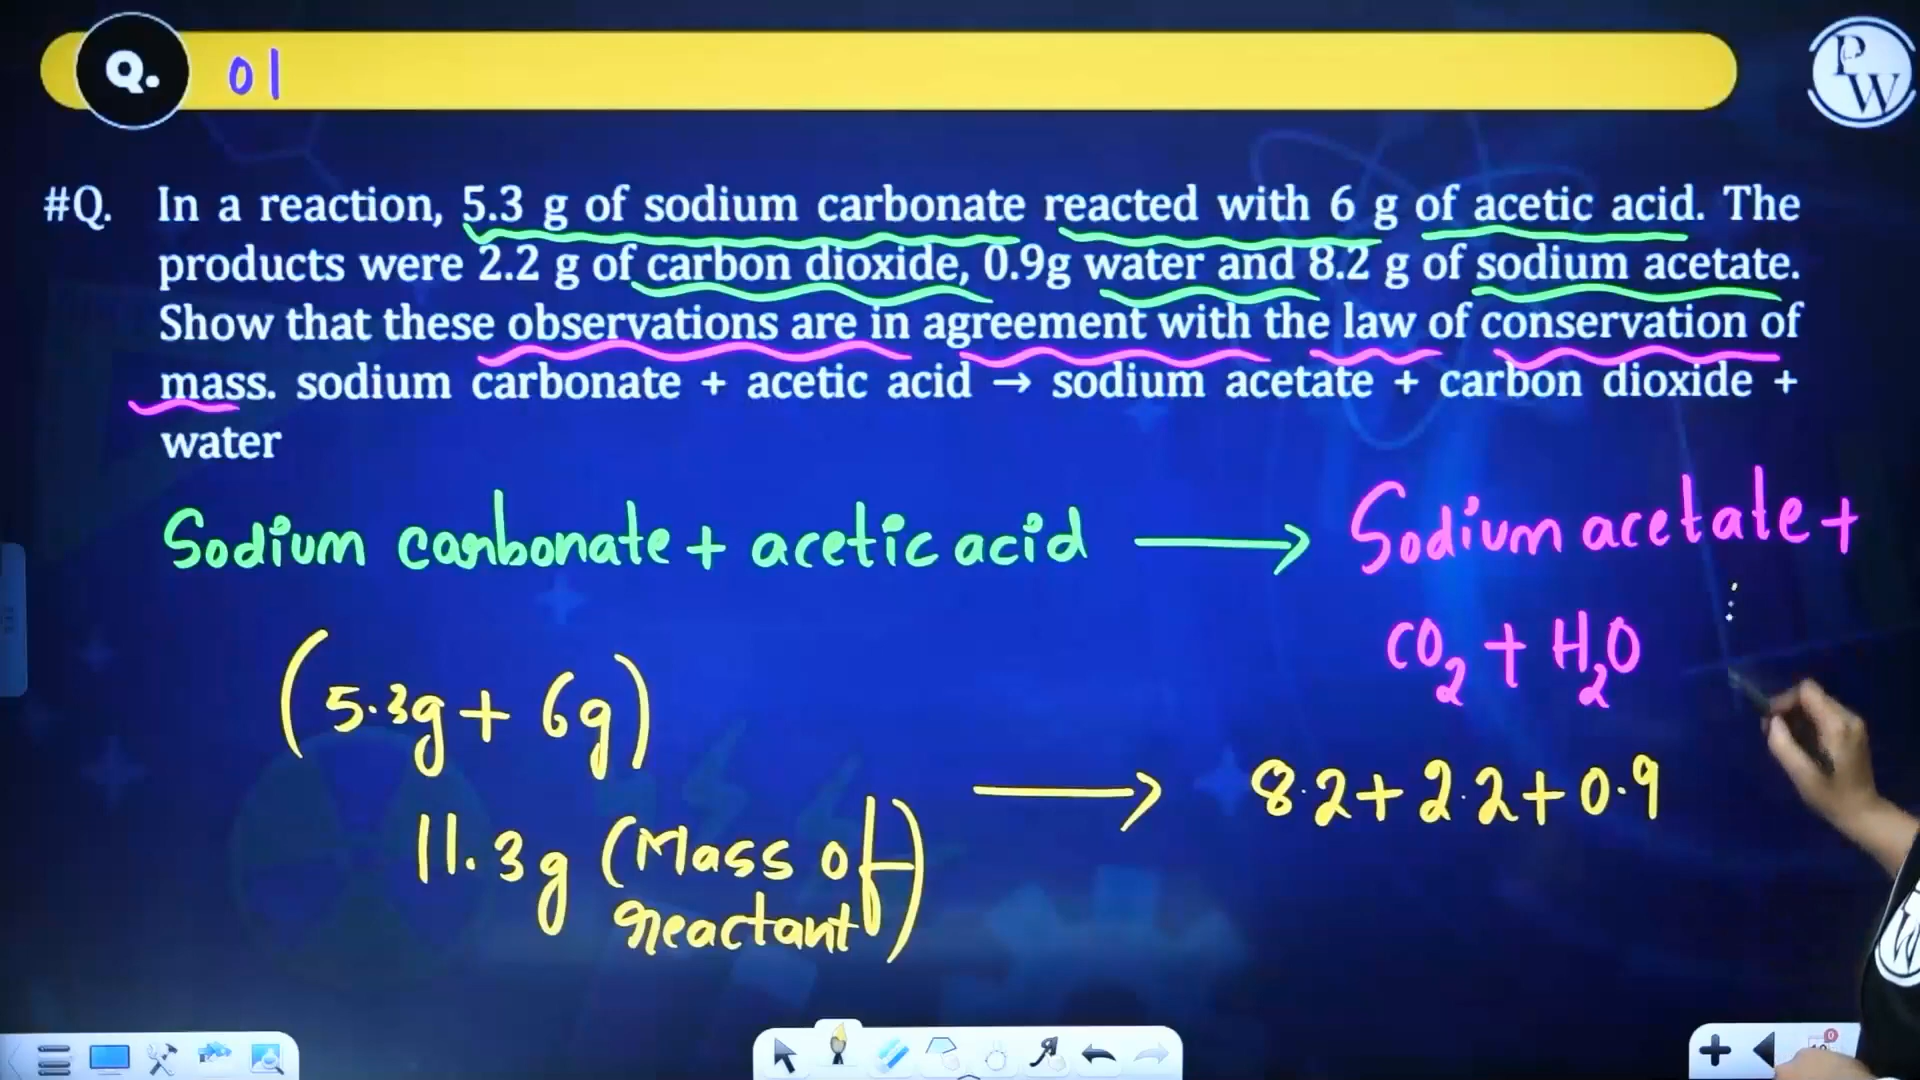 Q. 01
PW
#Q. In a reaction, 5.3 g of sodium carbonate reacted with 6 g of acetic acid. The
products were 2.2 g of carbon dioxide, 0.9g water and 8.2 g of sodium acetate.
Show that these observations are in agreement with the law of conservation of
mass. sodium carbonate + acetic acid → sodium acetate + carbon dioxide +
water
Sodium carbonate + acetic acid → Sodium acetate +
CO₂ + H₂O
(5.3g + 6g)
→ 8.2 + 2.2 + 0.9
11.3g (Mass of
reactant)
W